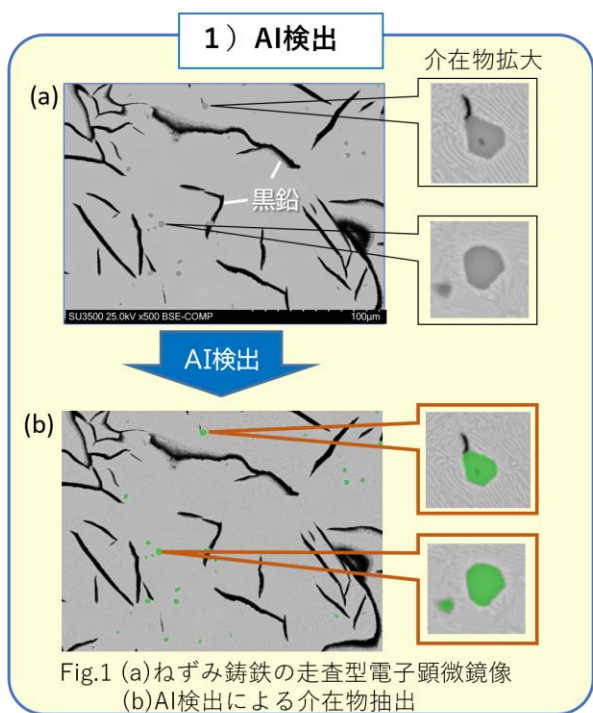 1）AI検出
介在物拡大
(a)
黒鉛
SU3500 25.0kV x500 BSE-COMP 100μm
AI検出
(b)
Fig.1 (a)ねずみ鋳鉄の走査型電子顕微鏡像
(b)AI検出による介在物抽出